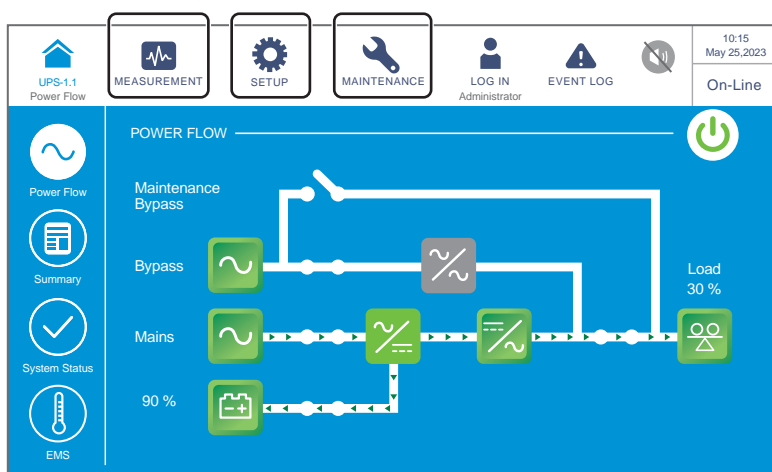 10:15
May 25,2023
UPS-1.1
Power Flow
MEASUREMENT
SETUP
MAINTENANCE
LOG IN
Administrator
EVENT LOG
On-Line
POWER FLOW
Power Flow
Maintenance
Bypass
Summary
Bypass
Load
30 %
Mains
System Status
90 %
EMS